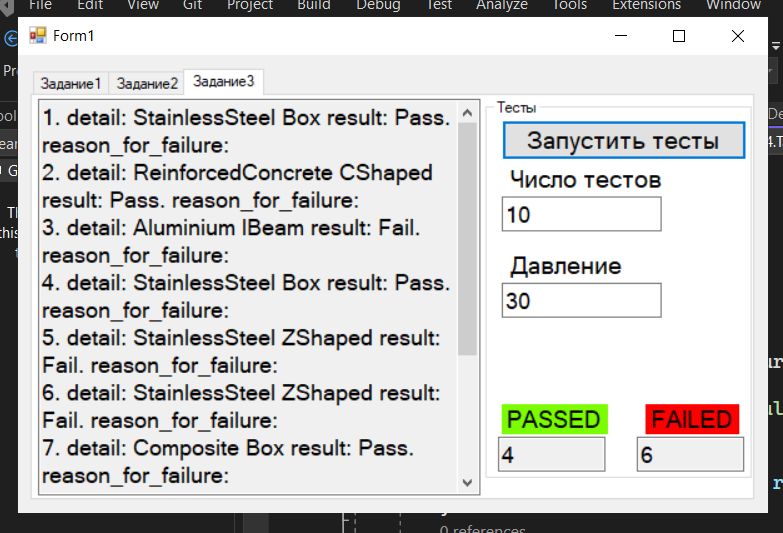 File Edit View Git Project Build Debug Test Analyze Tools Extensions Window
Form1
Задание1 Задание2 Задание3
1. detail: StainlessSteel Box result: Pass.
reason_for_failure:
2. detail: ReinforcedConcrete CShaped
result: Pass. reason_for_failure:
3. detail: Aluminium IBeam result: Fail.
reason_for_failure:
4. detail: StainlessSteel Box result: Pass.
reason_for_failure:
5. detail: StainlessSteel ZShaped result:
Fail. reason_for_failure:
6. detail: StainlessSteel ZShaped result:
Fail. reason_for_failure:
7. detail: Composite Box result: Pass.
reason_for_failure:
Тесты
Запустить тесты
Число тестов
10
Давление
30
PASSED FAILED
4 6
0 references